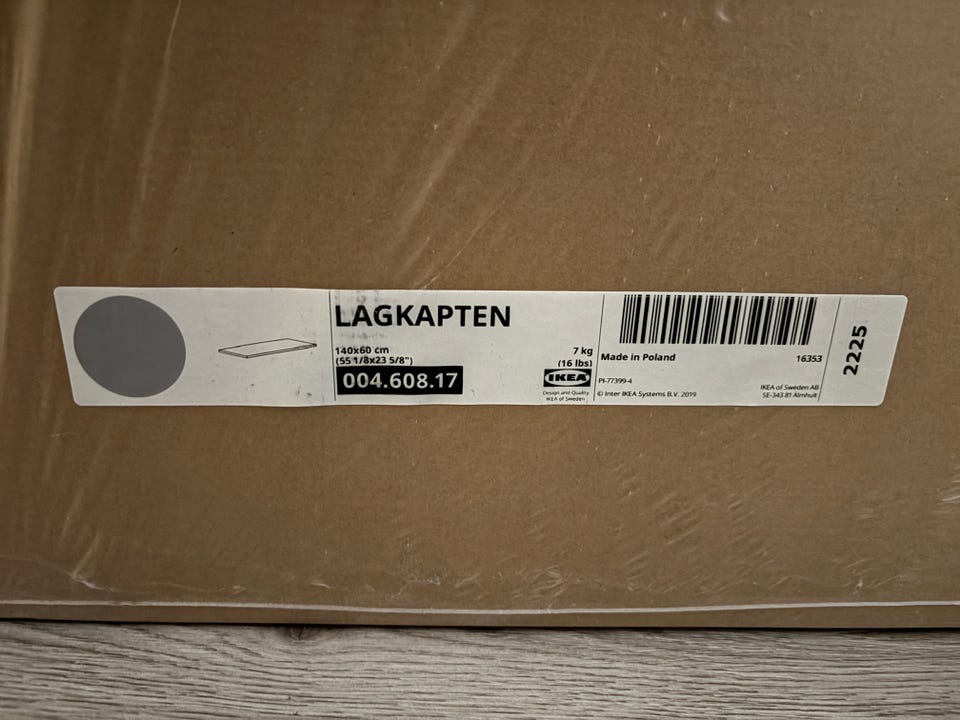 LAGKAPTEN
140x60 cm
(55 1/8x23 5/8")
004.608.17
7 kg
(16 lbs)
IKEA
Design and Quality
IKEA of Sweden
Made in Poland
16353
PI-77399-4
© Inter IKEA Systems B.V. 2019
IKEA of Sweden AB
SE-343 81 Älmhult
2225